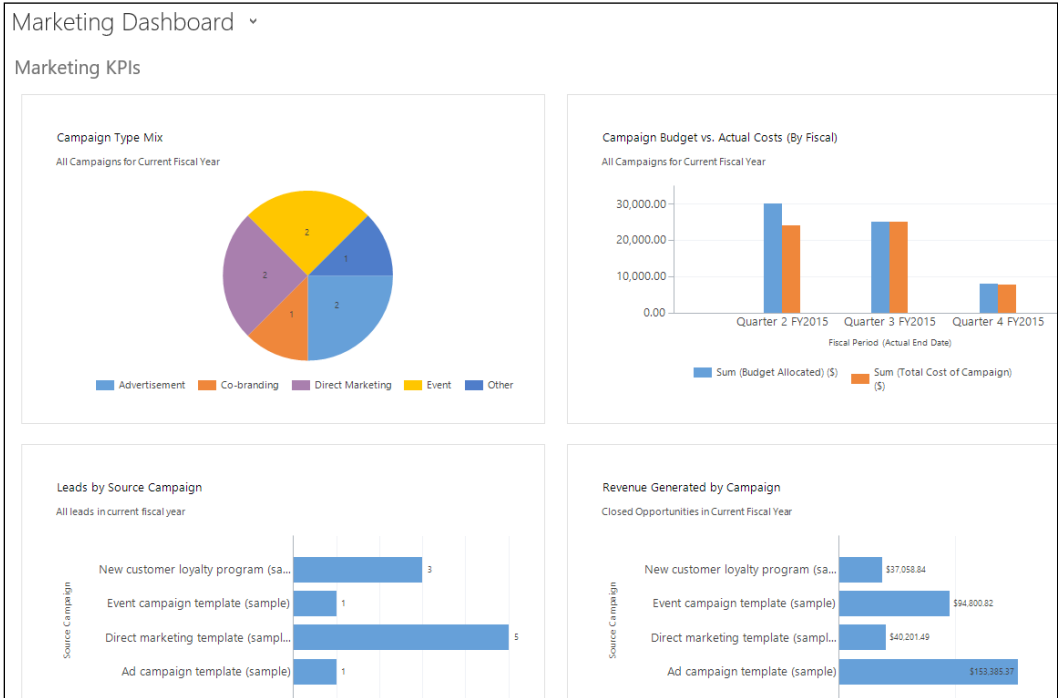 Marketing Dashboard
Marketing KPIs
Campaign Type Mix
All Campaigns for Current Fiscal Year
2
1
2
2
1
Advertisement Co-branding Direct Marketing Event Other
Campaign Budget vs. Actual Costs (By Fiscal)
All Campaigns for Current Fiscal Year
30,000.00
20,000.00
10,000.00
0.00
Quarter 2 FY2015 Quarter 3 FY2015 Quarter 4 FY2015
Fiscal Period (Actual End Date)
Sum (Budget Allocated) ($) Sum (Total Cost of Campaign)
($)
Leads by Source Campaign
All leads in current fiscal year
Source Campaign
New customer loyalty program (sa... 3
Event campaign template (sample) 1
Direct marketing template (sampl... 5
Ad campaign template (sample) 1
Revenue Generated by Campaign
Closed Opportunities in Current Fiscal Year
Source Campaign
New customer loyalty program (sa... $37,058.84
Event campaign template (sample) $94,800.82
Direct marketing template (sampl... $40,201.49
Ad campaign template (sample) $153,385.37